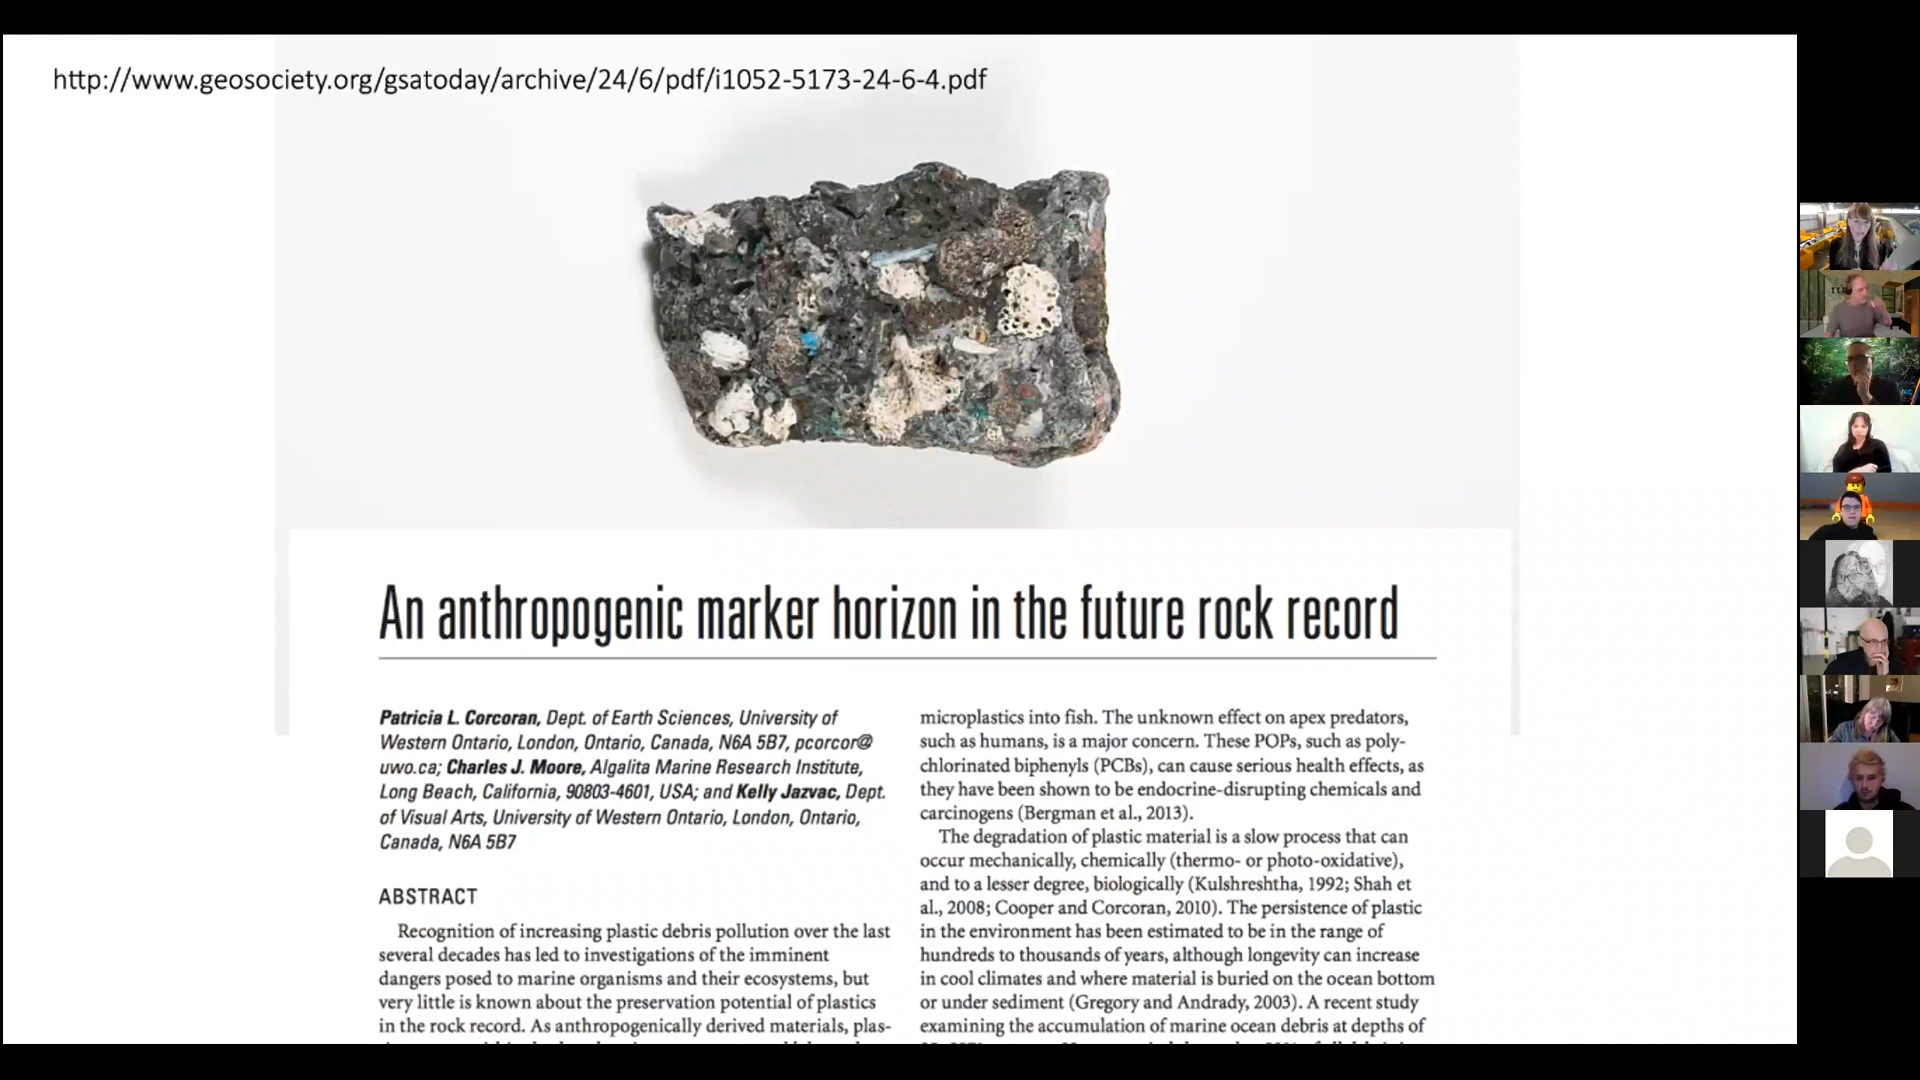 http://www.geosociety.org/gsatoday/archive/24/6/pdf/i1052-5173-24-6-4.pdf
An anthropogenic marker horizon in the future rock record
Patricia L. Corcoran, Dept. of Earth Sciences, University of
Western Ontario, London, Ontario, Canada, N6A 5B7, pcorcor@
uwo.ca; Charles J. Moore, Algalita Marine Research Institute,
Long Beach, California, 90803-4601, USA; and Kelly Jazvac, Dept.
of Visual Arts, University of Western Ontario, London, Ontario,
Canada, N6A 5B7
ABSTRACT
Recognition of increasing plastic debris pollution over the last
several decades has led to investigations of the imminent
dangers posed to marine organisms and their ecosystems, but
very little is known about the preservation potential of plastics
in the rock record. As anthropogenically derived materials, plas-
microplastics into fish. The unknown effect on apex predators,
such as humans, is a major concern. These POPs, such as poly-
chlorinated biphenyls (PCBs), can cause serious health effects, as
they have been shown to be endocrine-disrupting chemicals and
carcinogens (Bergman et al., 2013).
The degradation of plastic material is a slow process that can
occur mechanically, chemically (thermo- or photo-oxidative),
and to a lesser degree, biologically (Kulshreshtha, 1992; Shah et
al., 2008; Cooper and Corcoran, 2010). The persistence of plastic
in the environment has been estimated to be in the range of
hundreds to thousands of years, although longevity can increase
in cool climates and where material is buried on the ocean bottom
or under sediment (Gregory and Andrady, 2003). A recent study
examining the accumulation of marine ocean debris at depths of